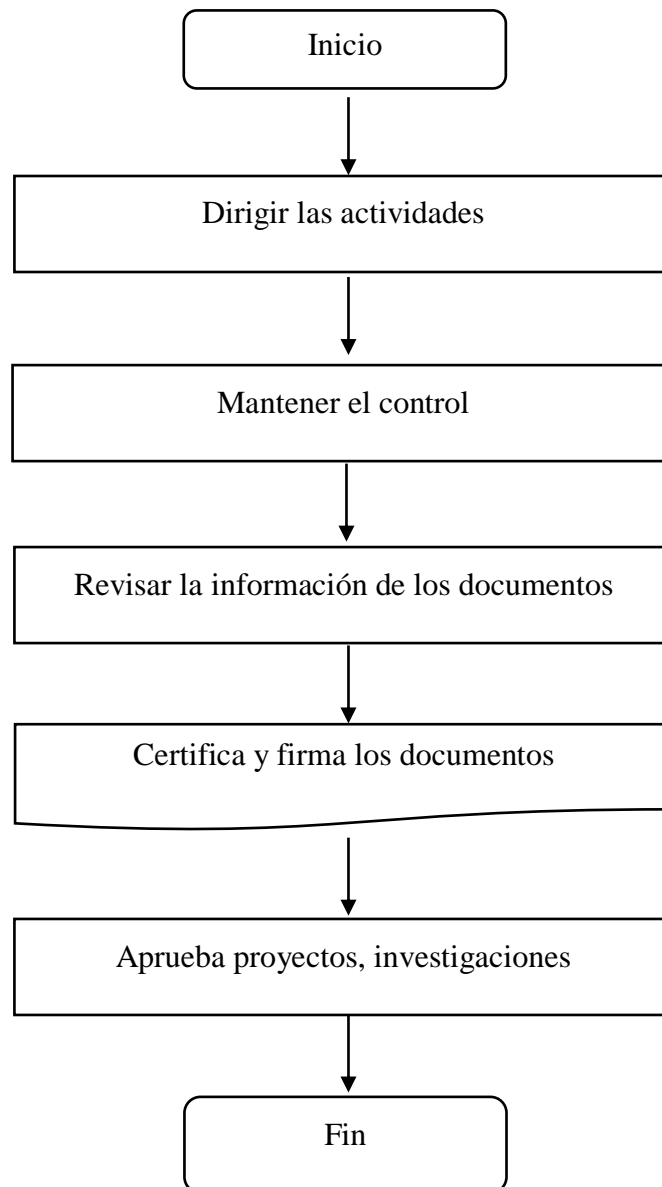 Inicio
Dirigir las actividades
Mantener el control
Revisar la información de los documentos
Certifica y firma los documentos
Aprueba proyectos, investigaciones
Fin